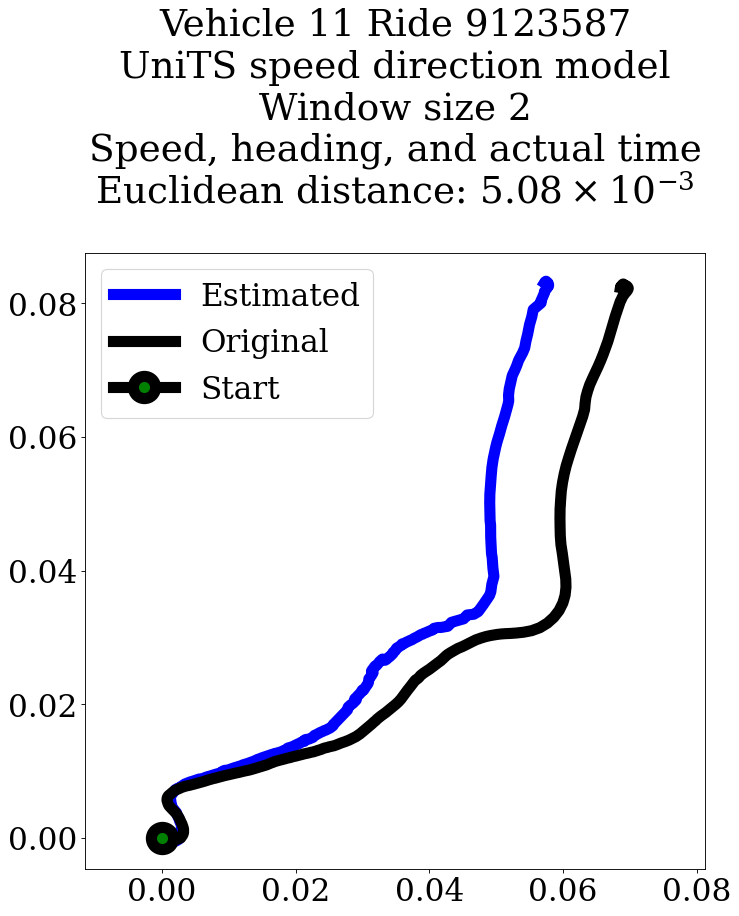 Vehicle 11 Ride 9123587
UniTS speed direction model
Window size 2
Speed, heading, and actual time
Euclidean distance: 5.08 × 10⁻³
Estimated
Original
Start
0.08
0.06
0.04
0.02
0.00
0.00 0.02 0.04 0.06 0.08